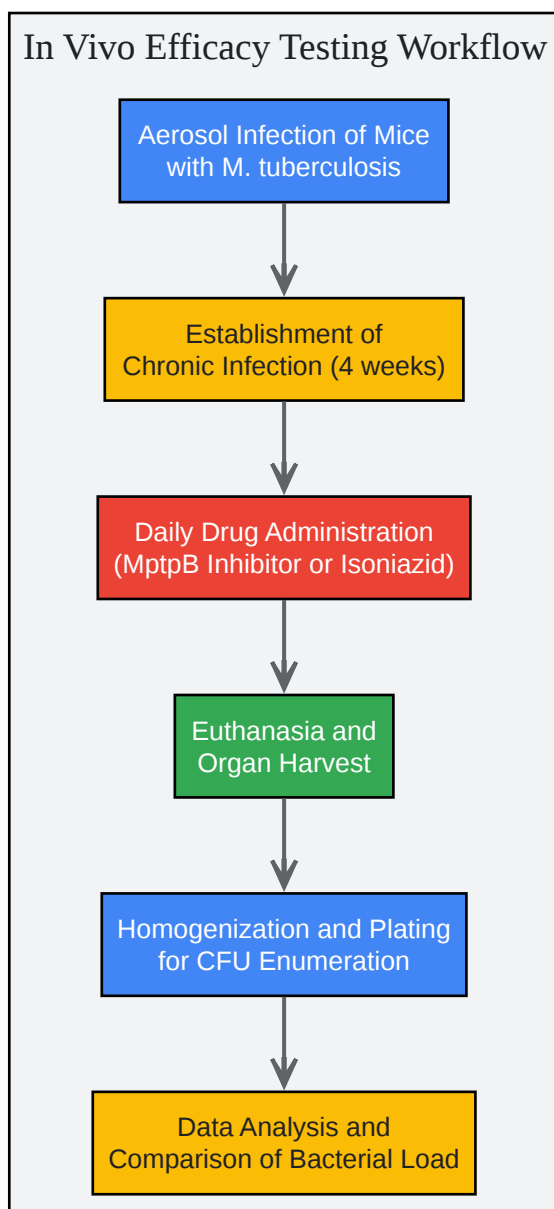 In Vivo Efficacy Testing Workflow
Aerosol Infection of Mice
with M. tuberculosis
Establishment of
Chronic Infection (4 weeks)
Daily Drug Administration
(MptpB Inhibitor or Isoniazid)
Euthanasia and
Organ Harvest
Homogenization and Plating
for CFU Enumeration
Data Analysis and
Comparison of Bacterial Load